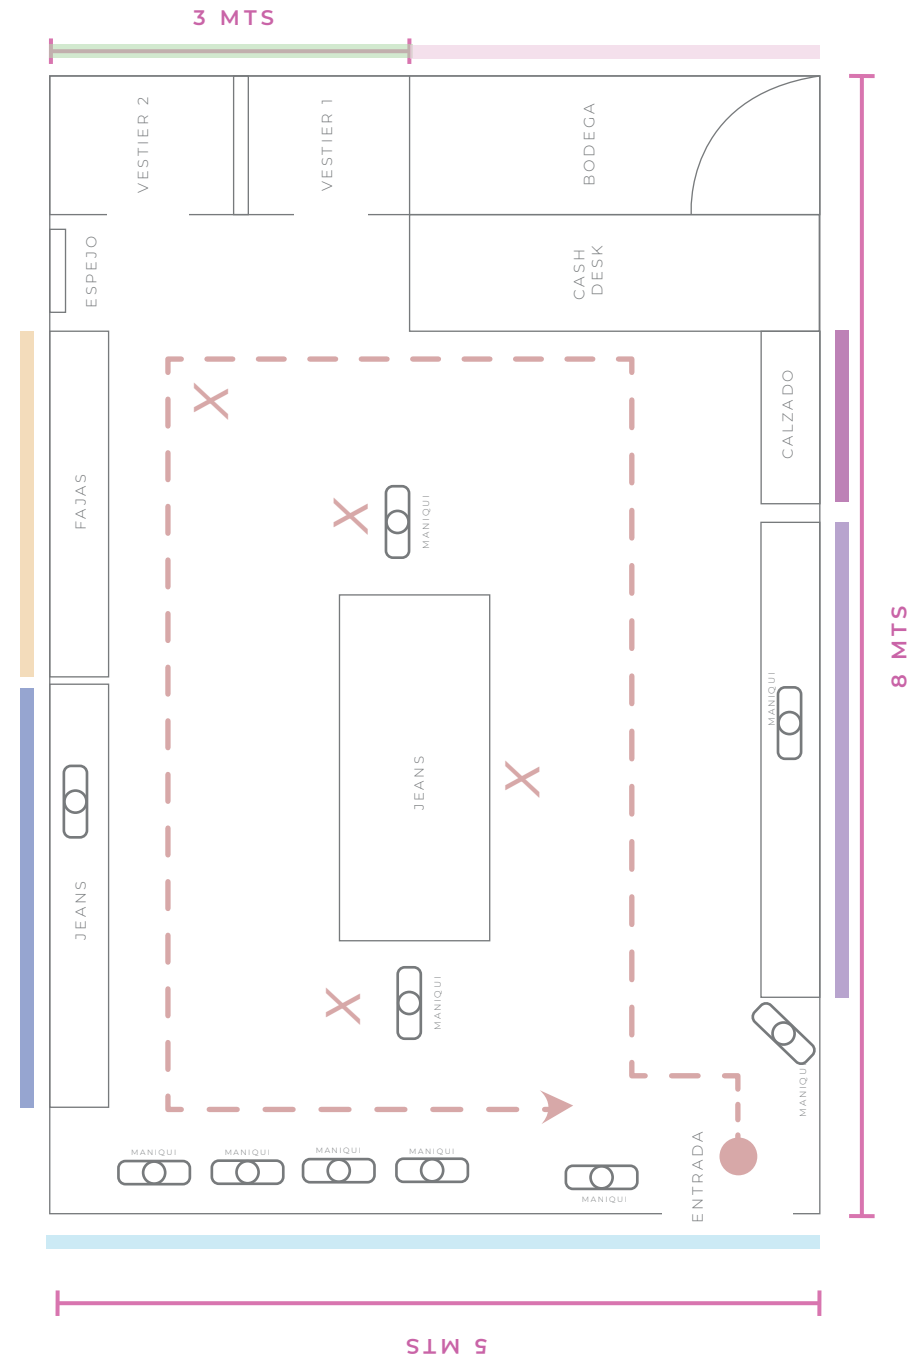 3 MTS
VESTIER 2
VESTIER 1
BODEGA
ESPEJO
CASH
DESK
FAJAS
CALZADO
MANIQUI
8 MTS
MANIQUI
JEANS
JEANS
MANIQUI
MANIQUI
ENTRADA
MANIQUI
MANIQUI
MANIQUI
MANIQUI
MANIQUI
5 MTS